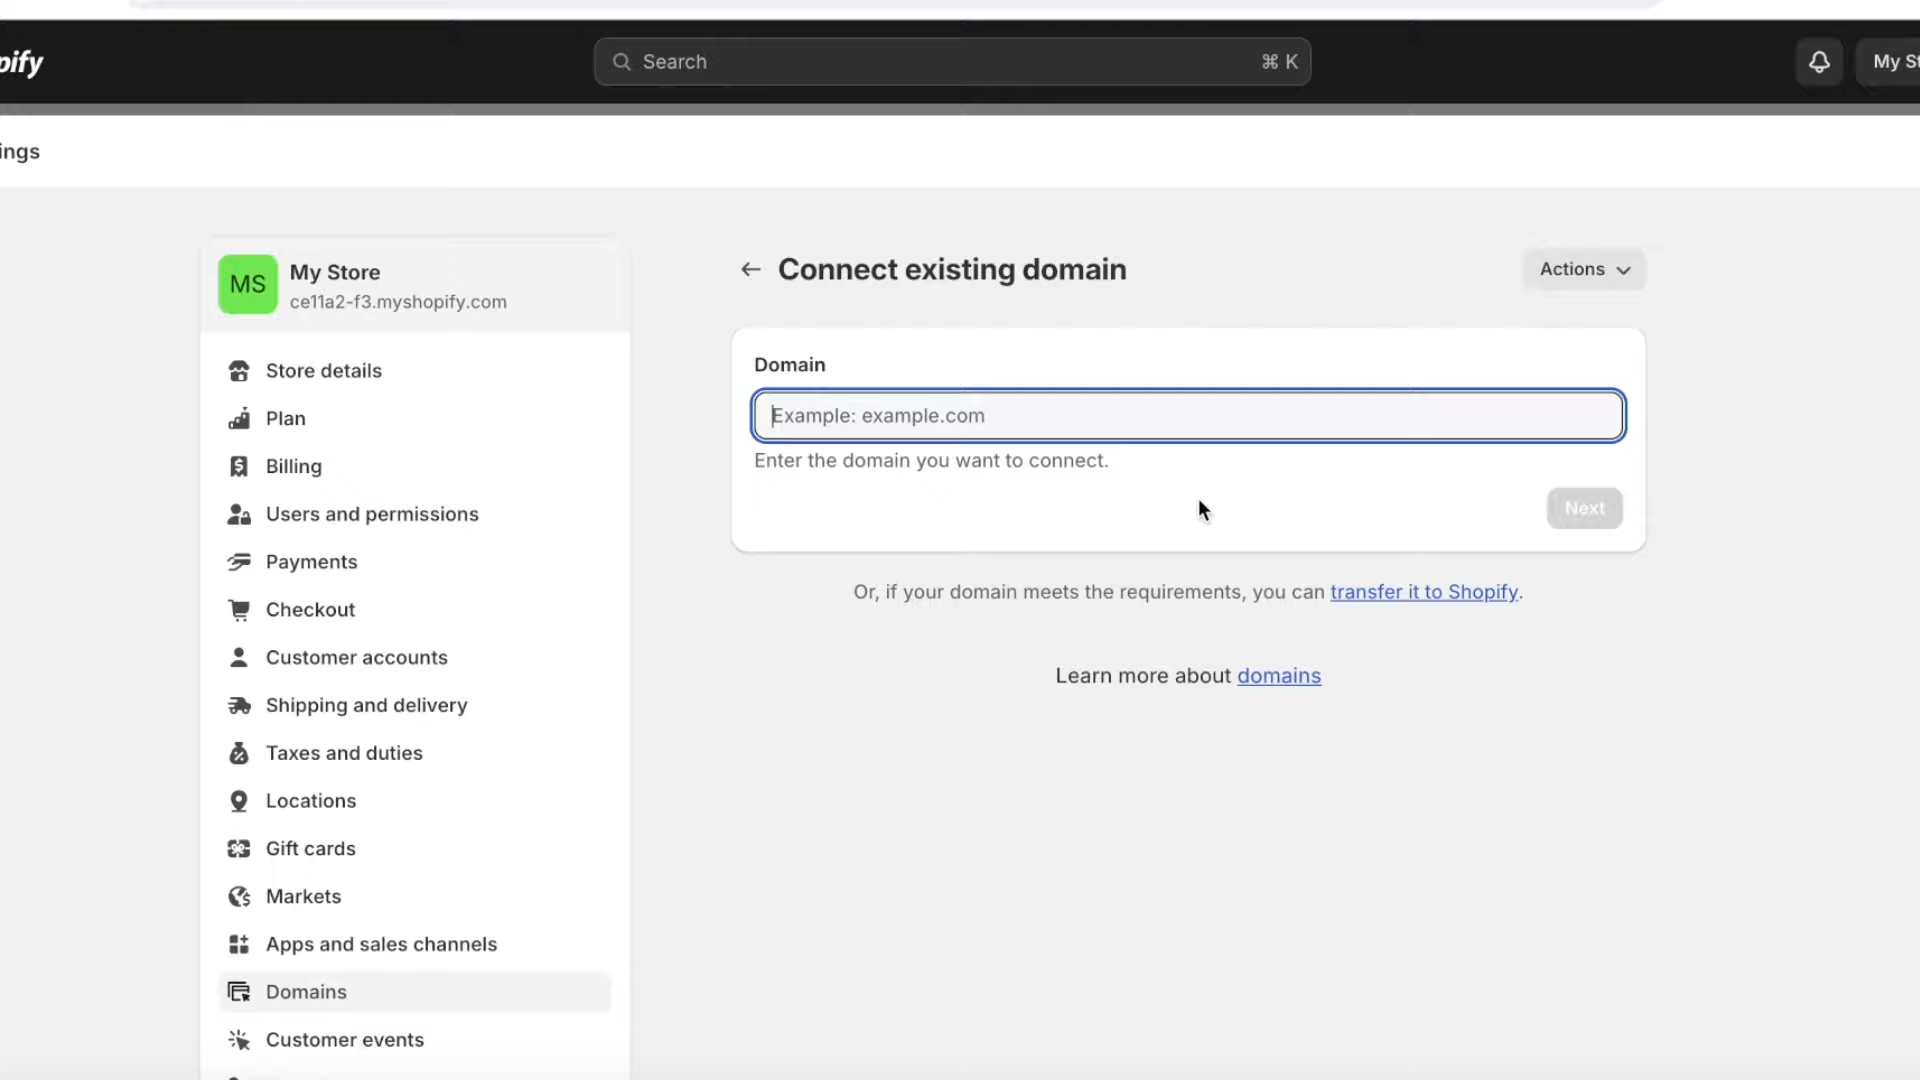 pify
Search
⌘ K
My St
ings
MS
My Store
ce11a2-f3.myshopify.com
Store details
Plan
Billing
Users and permissions
Payments
Checkout
Customer accounts
Shipping and delivery
Taxes and duties
Locations
Gift cards
Markets
Apps and sales channels
Domains
Customer events
Connect existing domain
Actions
Domain
Example: example.com
Enter the domain you want to connect.
Next
Or, if your domain meets the requirements, you can transfer it to Shopify.
Learn more about domains